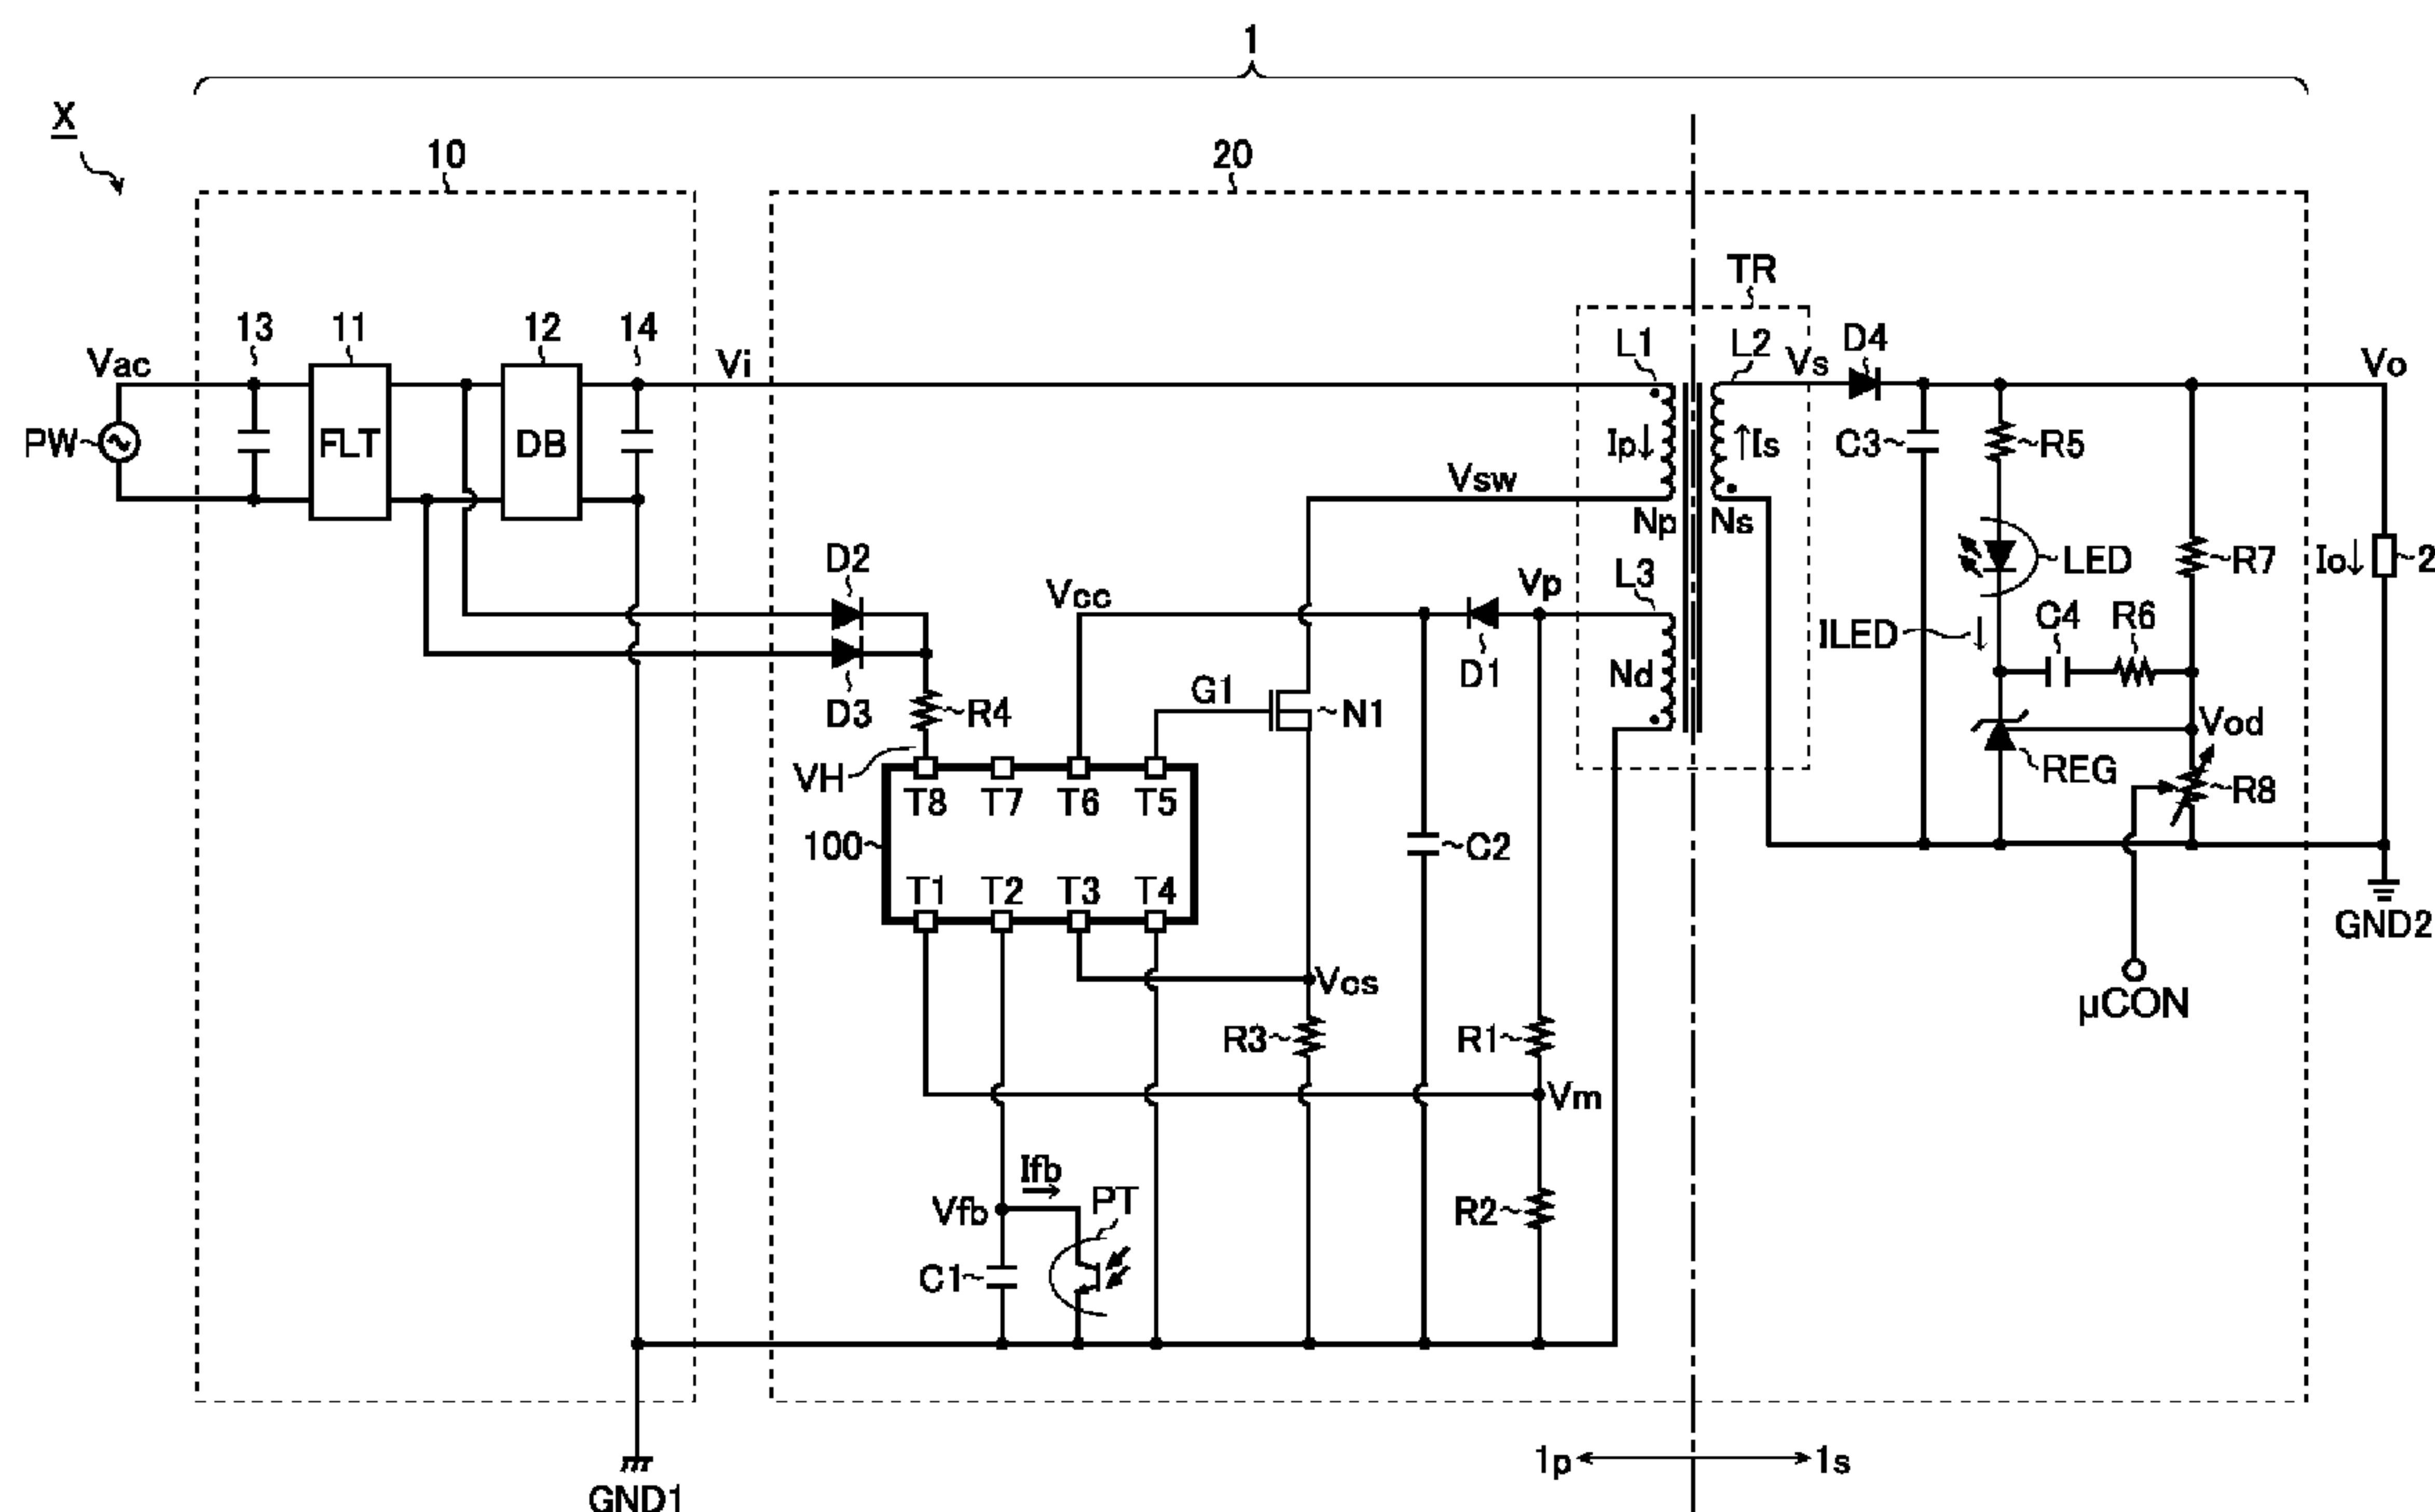 1
X
10
20
TR
13
11
12
14
Vac
Vi
L1
L2
Vs
D4
Vo
PW
FLT
DB
Ip↓
↑Is
C3
R5
Vsw
Np
Ns
D2
Vcc
Vp
L3
LED
R7
Io↓
2
ILED
↓
C4
R6
D1
Nd
D3
R4
G1
N1
Vod
VH
REG
R8
T8
T7
T6
T5
100
C2
T1
T2
T3
T4
GND2
Vcs
μCON
R3
R1
Vm
Ifb
Vfb
PT
R2
C1
1p
1s
GND1